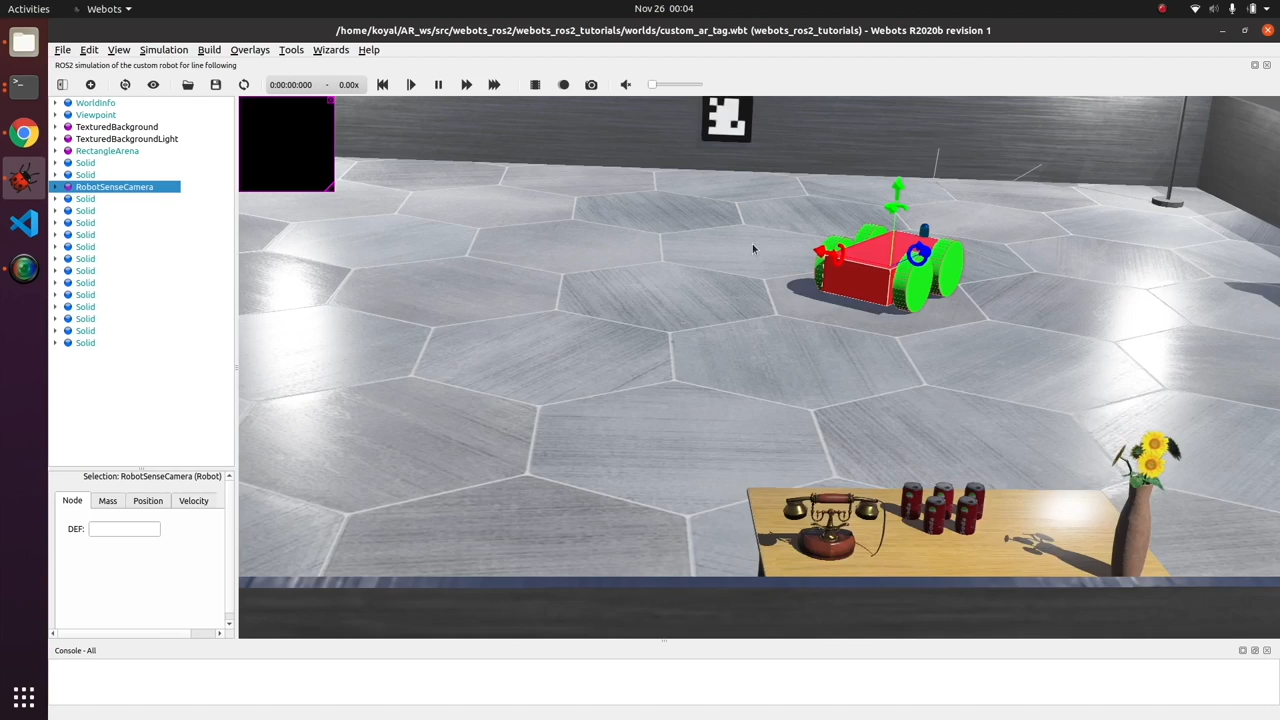 Activities
Webots
Nov 26 00:04
/home/koyal/AR_ws/src/webots_ros2/webots_ros2_tutorials/worlds/custom_ar_tag.wbt (webots_ros2_tutorials) - Webots R2020b revision 1
File Edit View Simulation Build Overlays Tools Wizards Help
ROS2 simulation of the custom robot for line following
0:00:00:000 - 0.00x
WorldInfo
Viewpoint
TexturedBackground
TexturedBackgroundLight
RectangleArena
Solid
Solid
RobotSenseCamera
Solid
Solid
Solid
Solid
Solid
Solid
Solid
Solid
Solid
Solid
Solid
Solid
Solid
Selection: RobotSenseCamera (Robot)
Node Mass Position Velocity
DEF:
Console - All